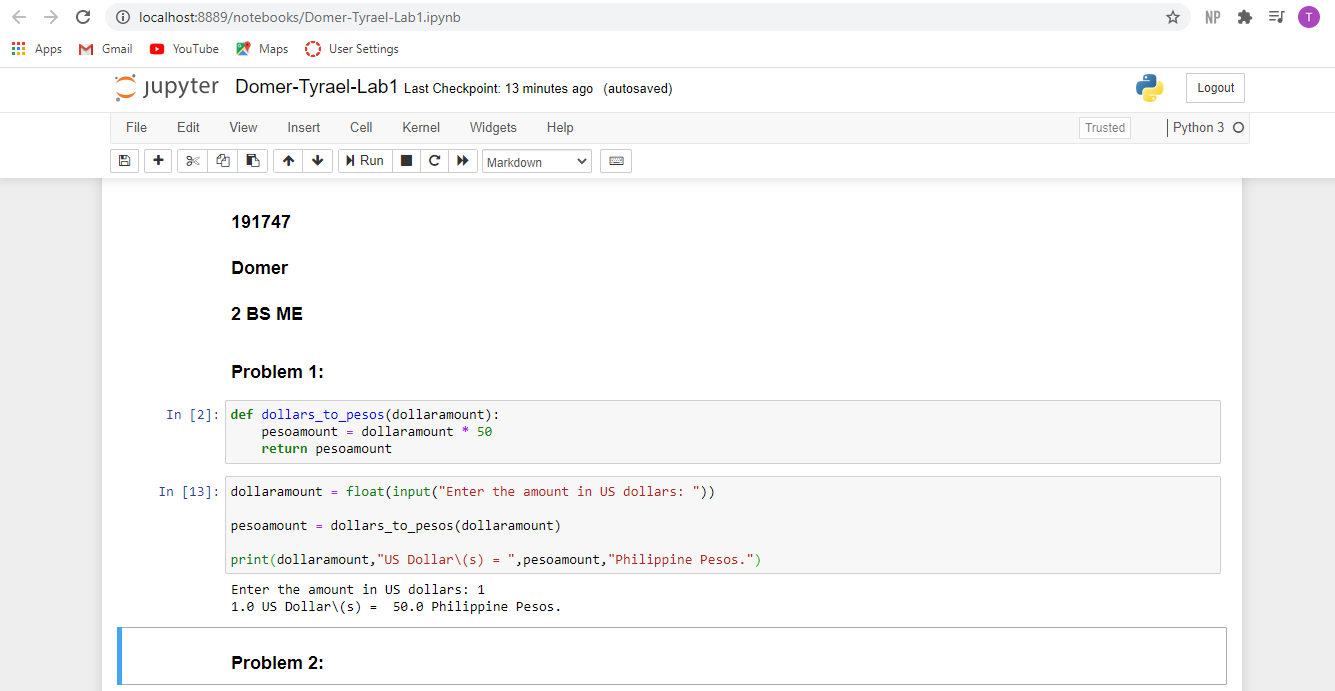 localhost:8889/notebooks/Domer-Tyrael-Lab1.ipynb NP T
Apps Gmail YouTube Maps User Settings
jupyter Domer-Tyrael-Lab1 Last Checkpoint: 13 minutes ago (autosaved) Logout
File Edit View Insert Cell Kernel Widgets Help Trusted Python 3
Run Markdown
191747
Domer
2 BS ME
Problem 1:
In [2]: def dollars_to_pesos(dollaramount):
    pesoamount = dollaramount * 50
    return pesoamount
In [13]: dollaramount = float(input("Enter the amount in US dollars: "))
pesoamount = dollars_to_pesos(dollaramount)
print(dollaramount,"US Dollar\(s) = ",pesoamount,"Philippine Pesos.")
Enter the amount in US dollars: 1
1.0 US Dollar\(s) =  50.0 Philippine Pesos.
Problem 2: